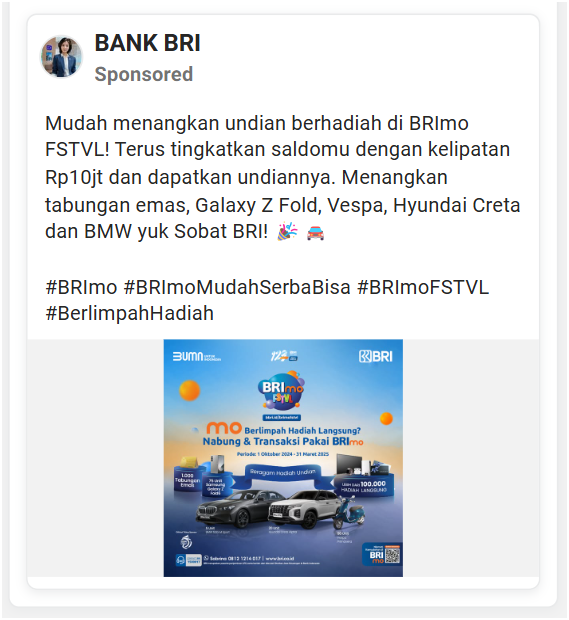 BANK BRI
Sponsored
Mudah menangkan undian berhadiah di BRImo
FSTVL! Terus tingkatkan saldomu dengan kelipatan
Rp10jt dan dapatkan undiannya. Menangkan
tabungan emas, Galaxy Z Fold, Vespa, Hyundai Creta
dan BMW yuk Sobat BRI! 🎉 🚘
#BRImo #BRImoMudahSerbaBisa #BRImoFSTVL
#BerlimpahHadiah
BUMN
BRI
BRImo
FSTVL
mo Berlimpah Hadiah Langsung?
Nabung & Transaksi Pakai BRImo
Periode: 1 Oktober 2024 - 31 Maret 2025
Beragam Hadiah Undian
1.000
Tabungan
Emas
Samsung
Galaxy Z
100.000
HADIAH LANGSUNG
BRI
mo